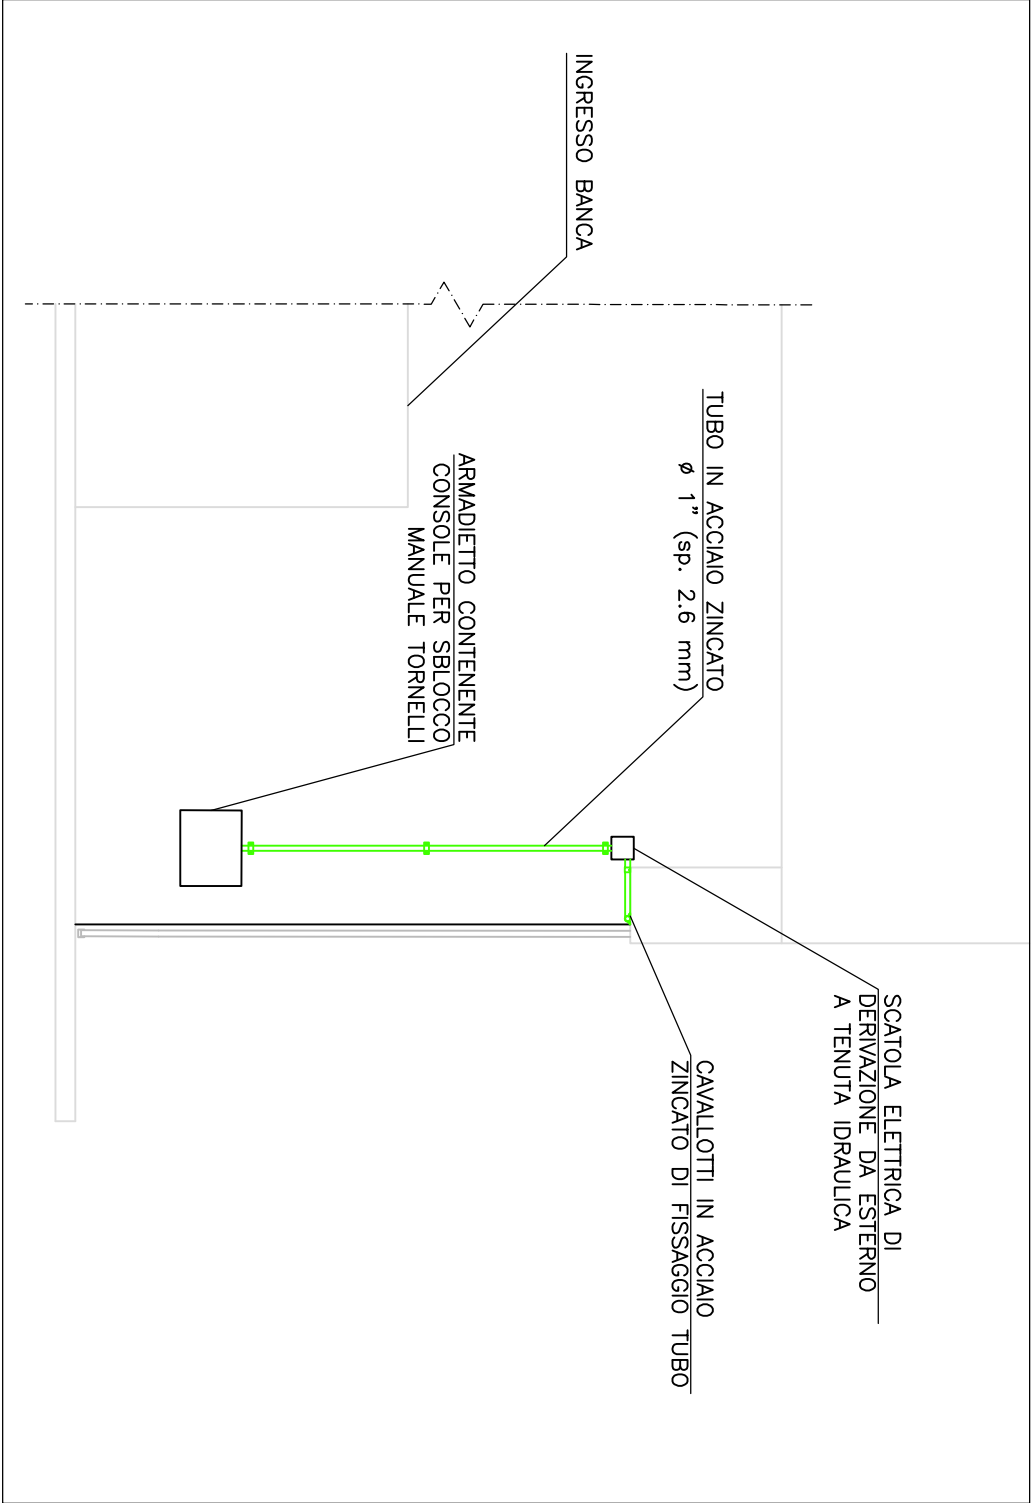 INGRESSO BANCA
TUBO IN ACCIAIO ZINCATO
ø 1" (sp. 2.6 mm)
ARMADIETTO CONTENENTE
CONSOLE PER SBLOCCO
MANUALE TORNELLI
SCATOLA ELETTRICA DI
DERIVAZIONE DA ESTERNO
A TENUTA IDRAULICA
CAVALLOTTI IN ACCIAIO
ZINCATO DI FISSAGGIO TUBO